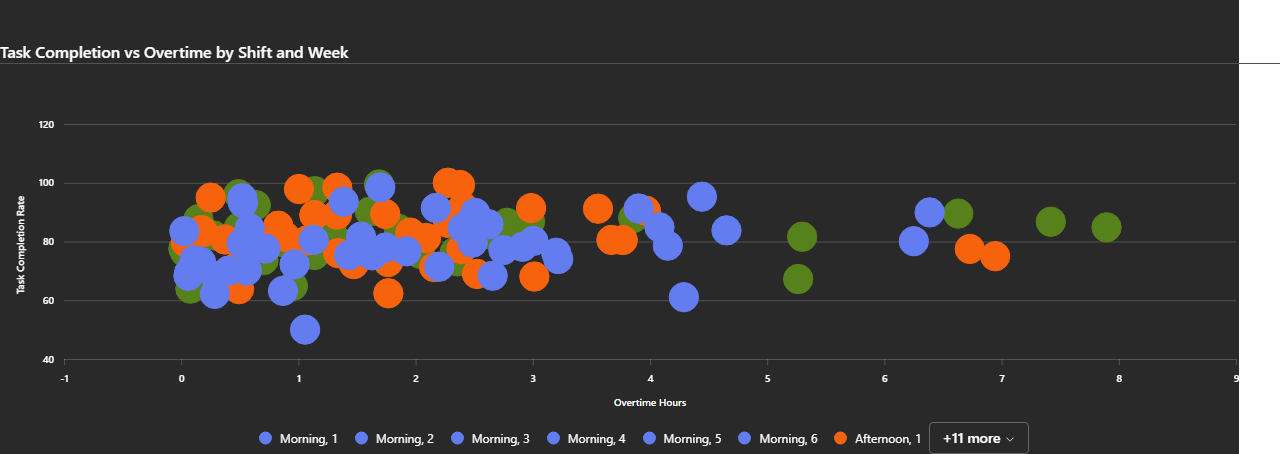 Task Completion vs Overtime by Shift and Week
120
100
80
60
40
Task Completion Rate
-1 0 1 2 3 4 5 6 7 8 9
Overtime Hours
Morning, 1 Morning, 2 Morning, 3 Morning, 4 Morning, 5 Morning, 6 Afternoon, 1 +11 more